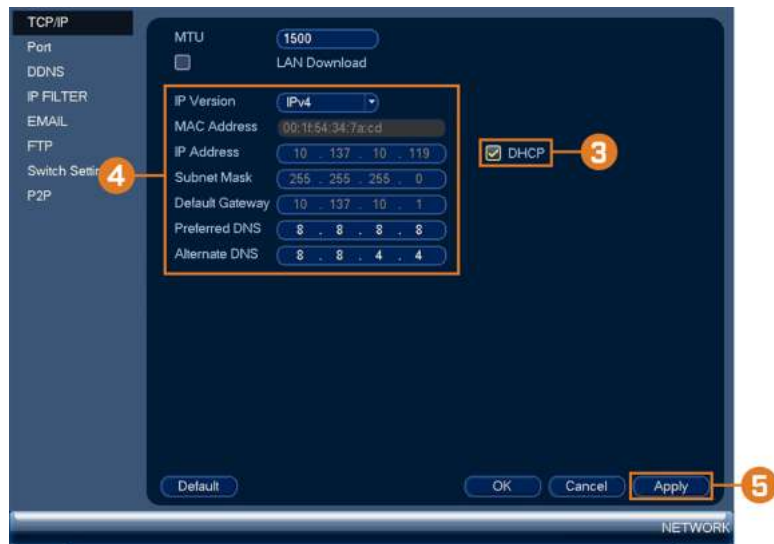 TCP/IP
Port
DDNS
IP FILTER
EMAIL
FTP
Switch Settin
P2P
MTU 1500
LAN Download
IP Version IPv4
MAC Address 00:1f:54:34:7a:cd
IP Address 10 . 137 . 10 . 119
Subnet Mask 255 . 255 . 255 . 0
Default Gateway 10 . 137 . 10 . 1
Preferred DNS 8 . 8 . 8 . 8
Alternate DNS 8 . 8 . 4 . 4
DHCP 3
4
Default OK Cancel Apply 5
NETWORK